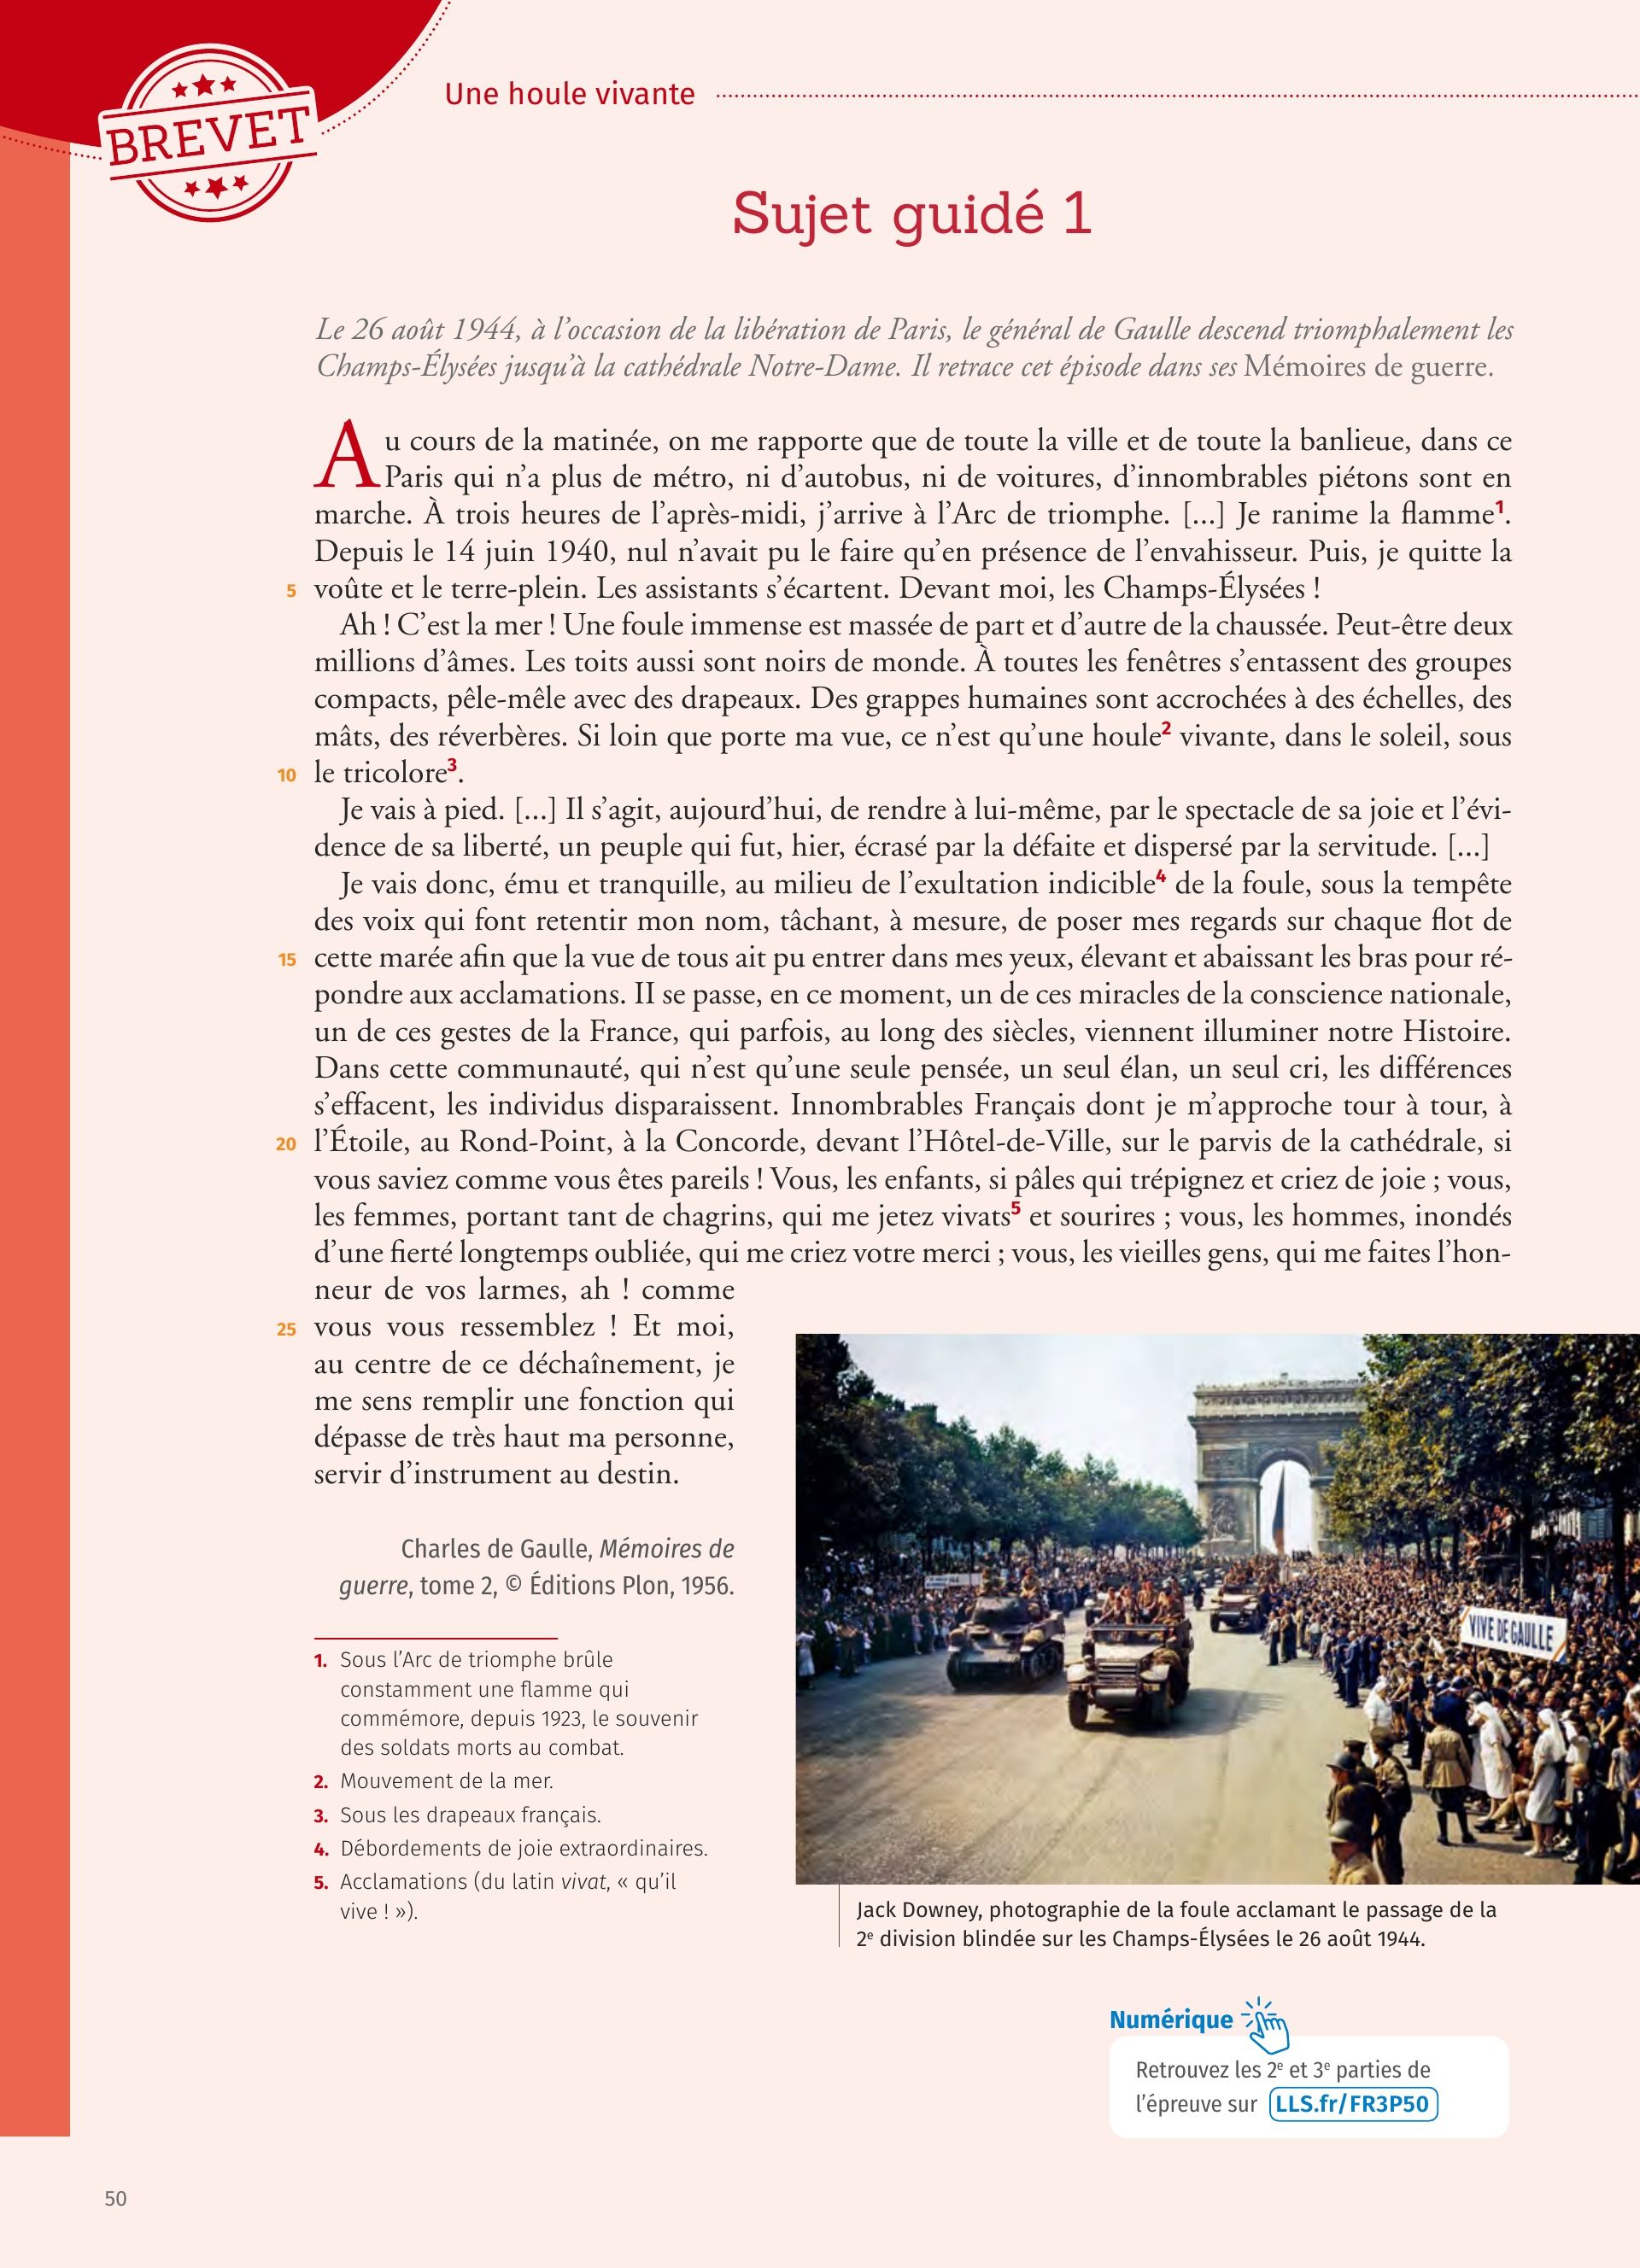 BREVET
Une houle vivante
Sujet guidé 1
Le 26 août 1944, à l'occasion de la libération de Paris, le général de Gaulle descend triomphalement les
Champs-Élysées jusqu'à la cathédrale Notre-Dame. Il retrace cet épisode dans ses Mémoires de guerre.
Au cours de la matinée, on me rapporte que de toute la ville et de toute la banlieue, dans ce
Paris qui n'a plus de métro, ni d'autobus, ni de voitures, d'innombrables piétons sont en
marche. À trois heures de l'après-midi, j'arrive à l'Arc de triomphe. [...] Je ranime la flamme1.
Depuis le 14 juin 1940, nul n'avait pu le faire qu'en présence de l'envahisseur. Puis, je quitte la
5 voûte et le terre-plein. Les assistants s'écartent. Devant moi, les Champs-Élysées !
Ah ! C'est la mer ! Une foule immense est massée de part et d'autre de la chaussée. Peut-être deux
millions d'âmes. Les toits aussi sont noirs de monde. À toutes les fenêtres s'entassent des groupes
compacts, pêle-mêle avec des drapeaux. Des grappes humaines sont accrochées à des échelles, des
mâts, des réverbères. Si loin que porte ma vue, ce n'est qu'une houle2 vivante, dans le soleil, sous
10 le tricolore3.
Je vais à pied. [...] Il s'agit, aujourd'hui, de rendre à lui-même, par le spectacle de sa joie et l'évi-
dence de sa liberté, un peuple qui fut, hier, écrasé par la défaite et dispersé par la servitude. [...]
Je vais donc, ému et tranquille, au milieu de l'exultation indicible4 de la foule, sous la tempête
des voix qui font retentir mon nom, tâchant, à mesure, de poser mes regards sur chaque flot de
15 cette marée afin que la vue de tous ait pu entrer dans mes yeux, élevant et abaissant les bras pour ré-
pondre aux acclamations. II se passe, en ce moment, un de ces miracles de la conscience nationale,
un de ces gestes de la France, qui parfois, au long des siècles, viennent illuminer notre Histoire.
Dans cette communauté, qui n'est qu'une seule pensée, un seul élan, un seul cri, les différences
s'effacent, les individus disparaissent. Innombrables Français dont je m'approche tour à tour, à
20 l'Étoile, au Rond-Point, à la Concorde, devant l'Hôtel-de-Ville, sur le parvis de la cathédrale, si
vous saviez comme vous êtes pareils ! Vous, les enfants, si pâles qui trépignez et criez de joie ; vous,
les femmes, portant tant de chagrins, qui me jetez vivats5 et sourires ; vous, les hommes, inondés
d'une fierté longtemps oubliée, qui me criez votre merci ; vous, les vieilles gens, qui me faites l'hon-
neur de vos larmes, ah ! comme
25 vous vous ressemblez ! Et moi,
au centre de ce déchaînement, je
me sens remplir une fonction qui
dépasse de très haut ma personne,
servir d'instrument au destin.
Charles de Gaulle, Mémoires de
guerre, tome 2, © Éditions Plon, 1956.
1. Sous l'Arc de triomphe brûle
constamment une flamme qui
commémore, depuis 1923, le souvenir
des soldats morts au combat.
2. Mouvement de la mer.
3. Sous les drapeaux français.
4. Débordements de joie extraordinaires.
5. Acclamations (du latin vivat, « qu'il
vive ! »).
VIVE DE GAULLE
Jack Downey, photographie de la foule acclamant le passage de la
2e division blindée sur les Champs-Élysées le 26 août 1944.
Numérique
Retrouvez les 2e et 3e parties de
l'épreuve sur LLS.fr/FR3P50
50